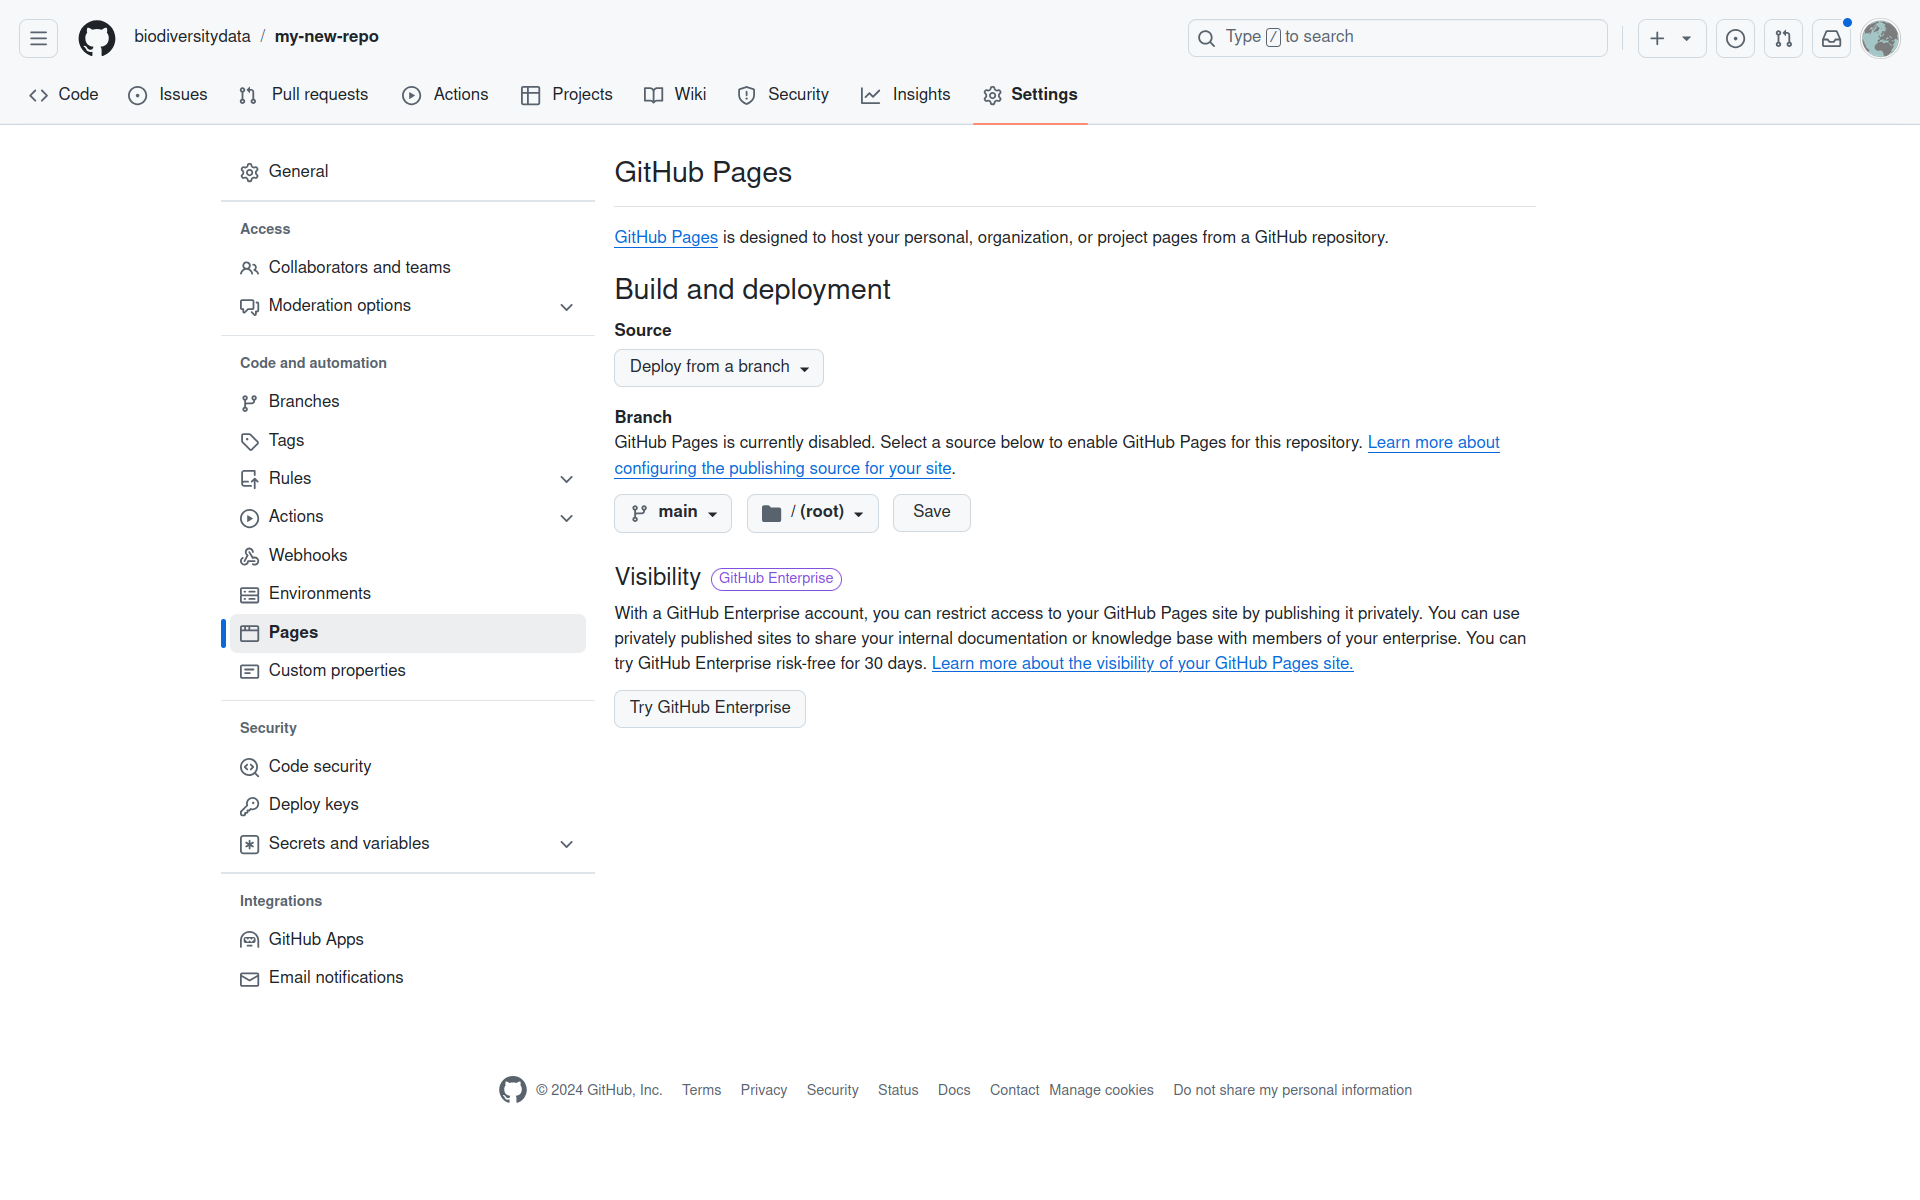 biodiversitydata / my-new-repo
Type / to search
Code Issues Pull requests Actions Projects Wiki Security Insights Settings
General
Access
Collaborators and teams
Moderation options
Code and automation
Branches
Tags
Rules
Actions
Webhooks
Environments
Pages
Custom properties
Security
Code security
Deploy keys
Secrets and variables
Integrations
GitHub Apps
Email notifications
GitHub Pages
GitHub Pages is designed to host your personal, organization, or project pages from a GitHub repository.
Build and deployment
Source
Deploy from a branch
Branch
GitHub Pages is currently disabled. Select a source below to enable GitHub Pages for this repository. Learn more about
configuring the publishing source for your site.
main / (root) Save
Visibility GitHub Enterprise
With a GitHub Enterprise account, you can restrict access to your GitHub Pages site by publishing it privately. You can use
privately published sites to share your internal documentation or knowledge base with members of your enterprise. You can
try GitHub Enterprise risk-free for 30 days. Learn more about the visibility of your GitHub Pages site.
Try GitHub Enterprise
© 2024 GitHub, Inc. Terms Privacy Security Status Docs Contact Manage cookies Do not share my personal information